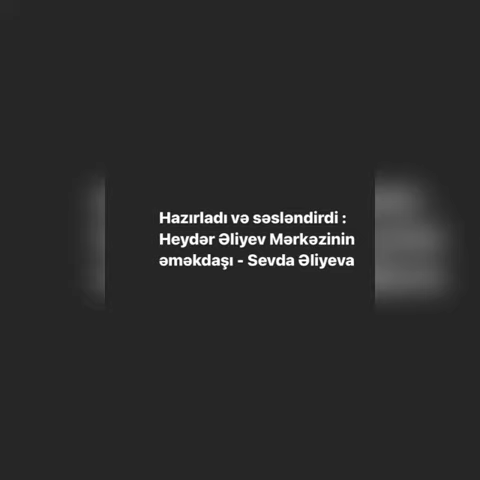 Hazırladı və səsləndirdi :
Heydər Əliyev Mərkəzinin
əməkdaşı - Sevda Əliyeva